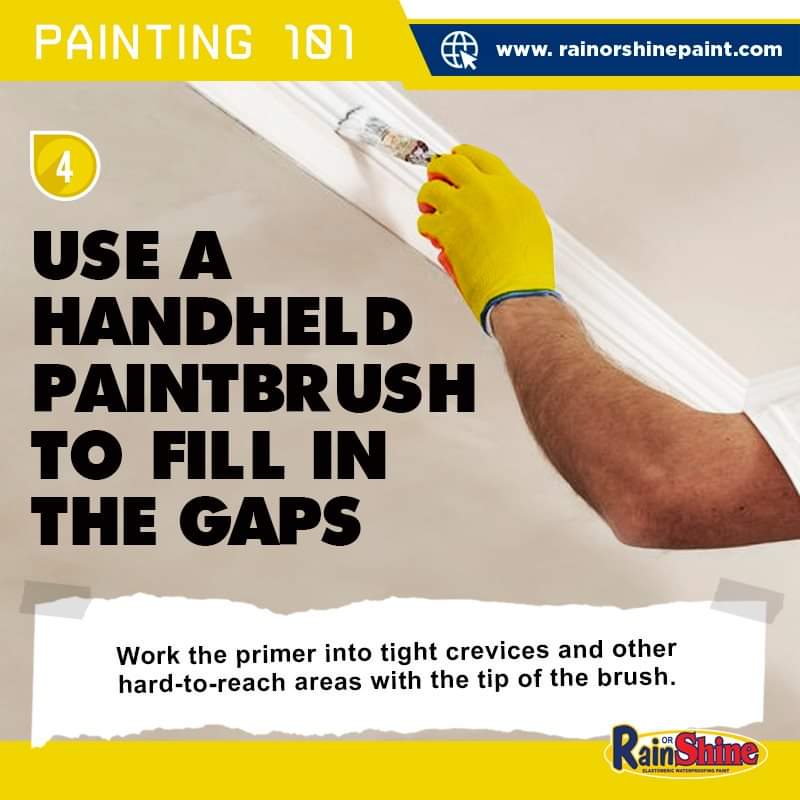 PAINTING 101
www. rainorshinepaint.com
4
USE A
HANDHELD
PAINTBRUSH
TO FILL IN
THE GAPS
Work the primer into tight crevices and other
hard-to-reach areas with the tip of the brush.
Rain OR Shine
ELASTOMERIC WATERPROOFING PAINT